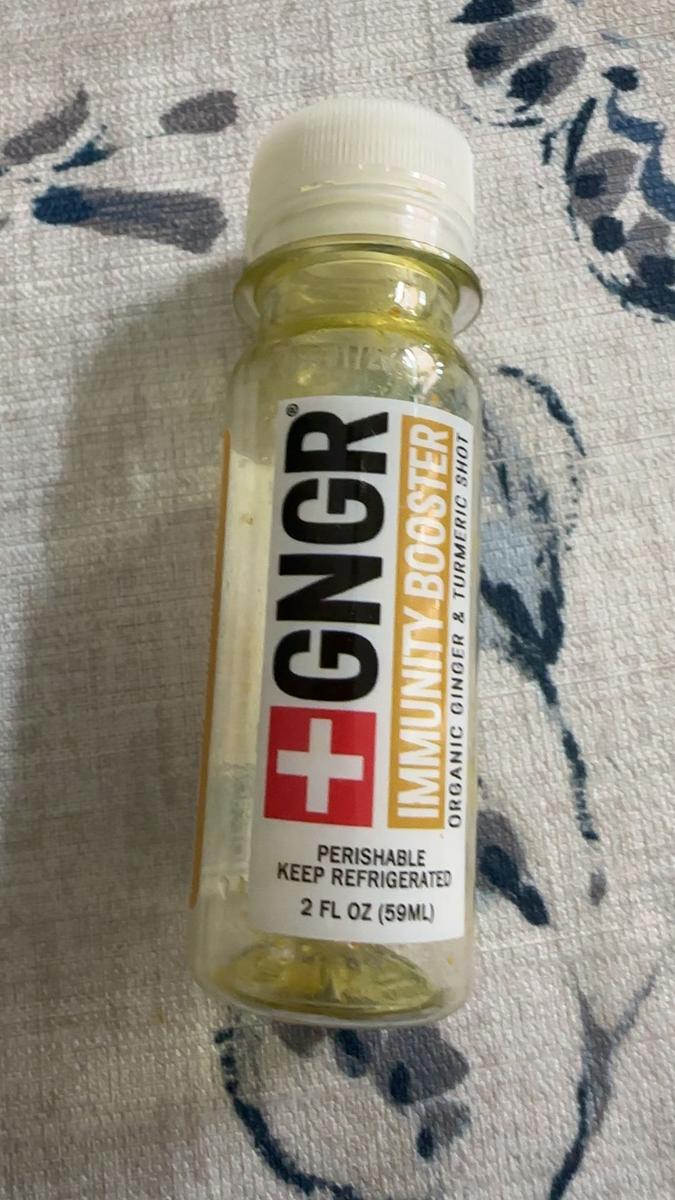 GNGR®
IMMUNITY BOOSTER
ORGANIC GINGER & TURMERIC SHOT
PERISHABLE
KEEP REFRIGERATED
2 FL OZ (59ML)